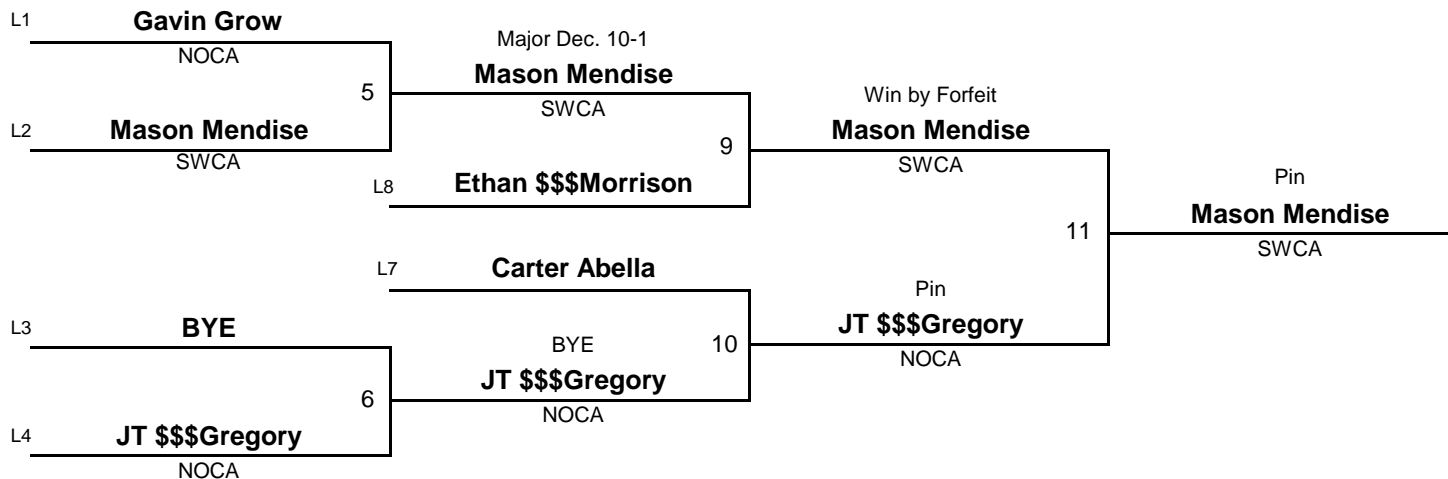 L1
Gavin Grow
NOCA
5
L2
Mason Mendise
SWCA
Major Dec. 10-1
Mason Mendise
SWCA
9
L8
Ethan $$$Morrison
Win by Forfeit
Mason Mendise
SWCA
11
Pin
Mason Mendise
SWCA
L7
Carter Abella
L3
BYE
6
L4
JT $$$Gregory
NOCA
BYE
JT $$$Gregory
NOCA
10
Pin
JT $$$Gregory
NOCA